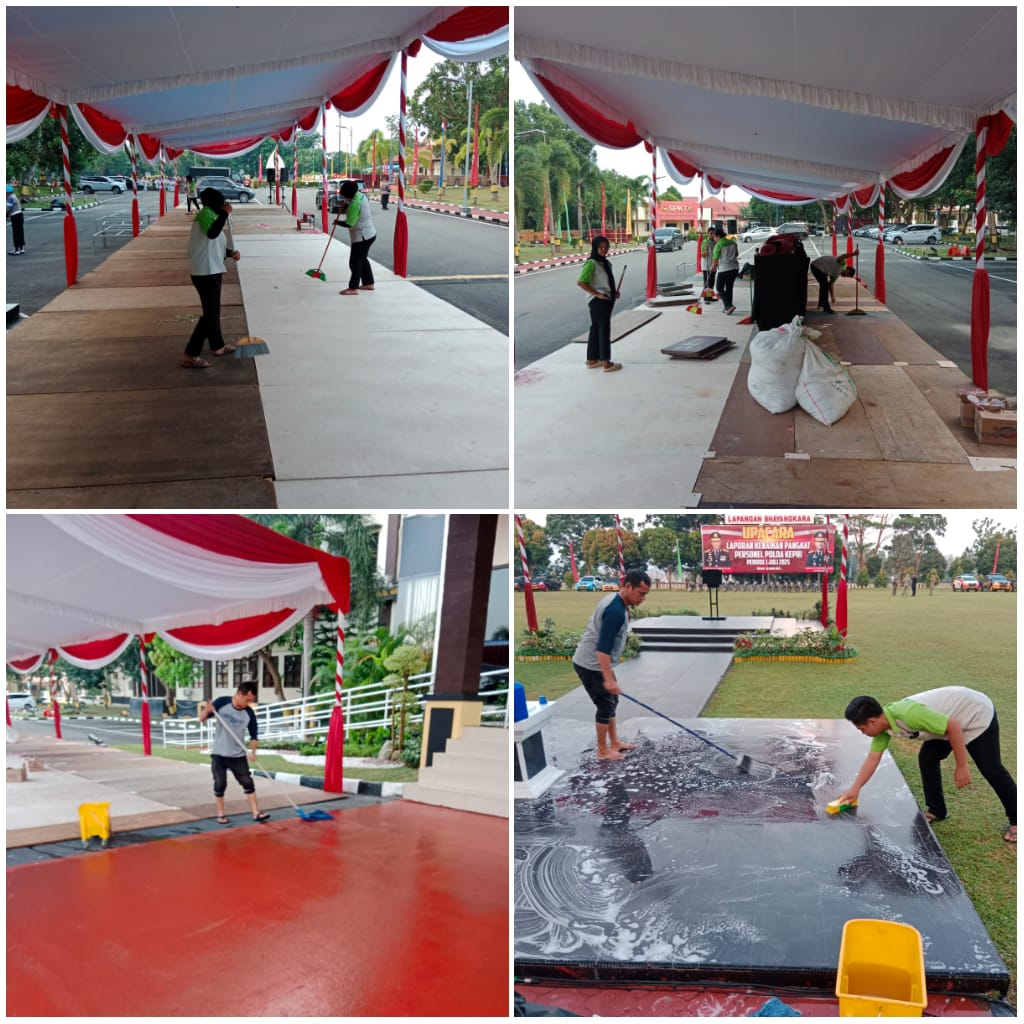 SPKT
LAPANGAN BHAYANGKARA
UPACARA
LAPORAN KENAIKAN PANGKAT
PERSONEL POLDA KEPRI
PERIODE 1 JULI 2025